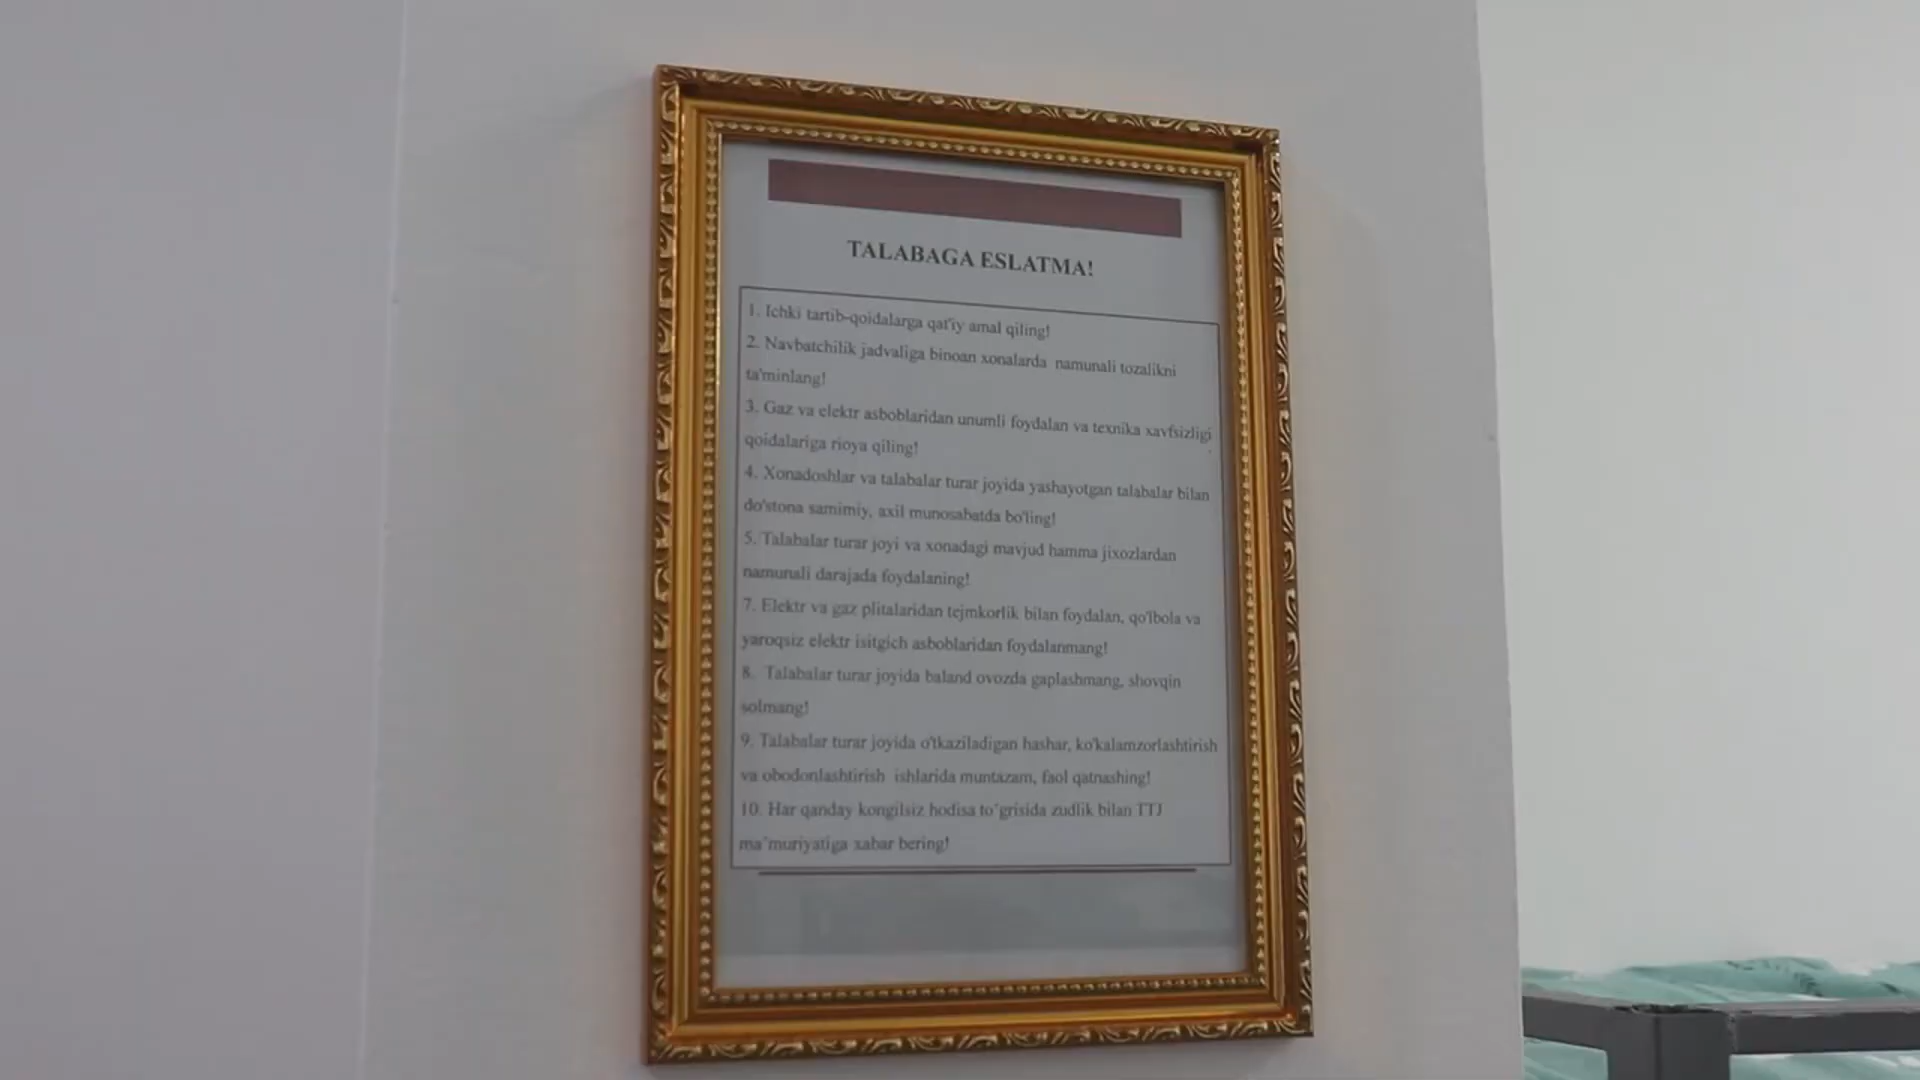 TALABAGA ESLATMA!
1. Ichki tartib-qoidalarga qat'iy amal qiling!
2. Navbatchilik jadvaliga binoan xonalarda namunali tozalikni
ta'minlang!
3. Gaz va elektr asboblaridan unumli foydalan va texnika xavfsizligi
qoidalariga rioya qiling!
4. Xonadoshlar va talabalar turar joyida yashayotgan talabalar bilan
do'stona samimiy, axil munosabatda bo'ling!
5. Talabalar turar joyi va xonadagi mavjud hamma jixozlardan
namunali darajada foydalaning!
7. Elektr va gaz plitalaridan tejmkorlik bilan foydalan, qo'lbola va
yaroqsiz elektr isitgich asboblaridan foydalanmang!
8. Talabalar turar joyida baland ovozda gaplashmang, shovqin
solmang!
9. Talabalar turar joyida o'tkaziladigan hashar, ko'kalamzorlashtirish
va obodonlashtirish ishlarida muntazam, faol qatnashing!
10. Har qanday kongilsiz hodisa to'grisida zudlik bilan TTJ
ma'muriyatiga xabar bering!